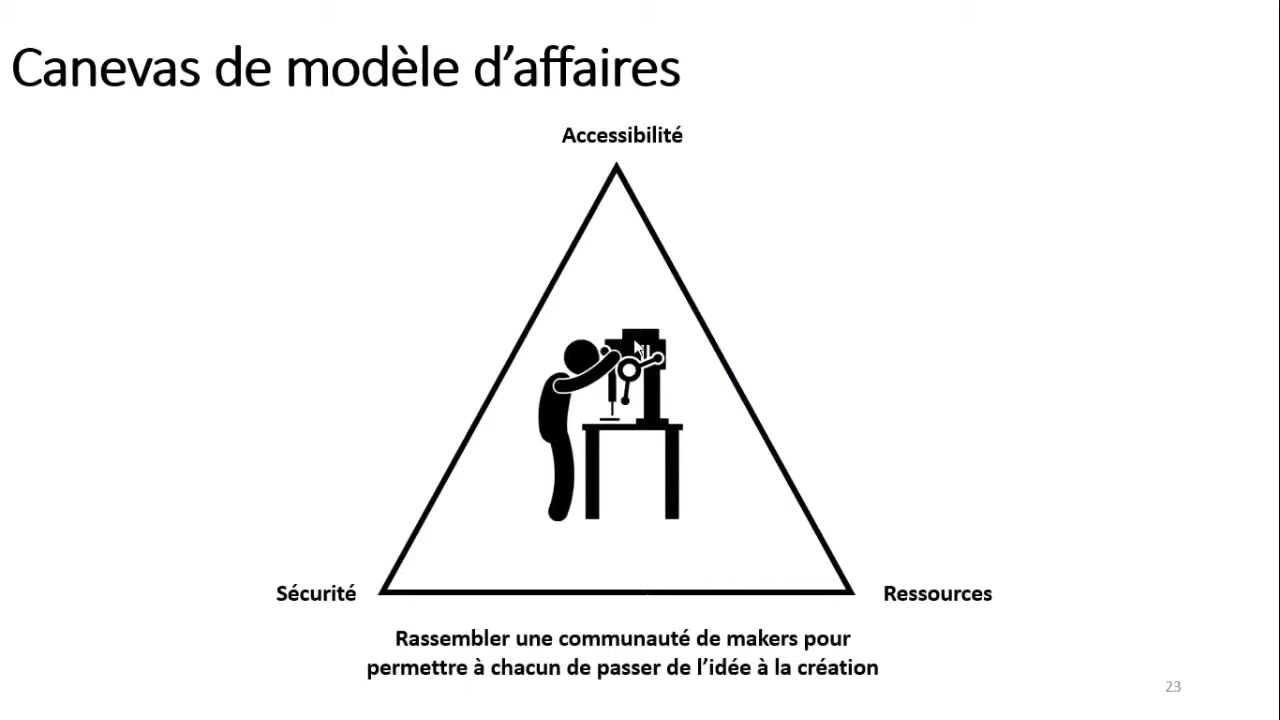 Canevas de modèle d’affaires
Accessibilité
Sécurité
Ressources
Rassembler une communauté de makers pour
permettre à chacun de passer de l’idée à la création
23